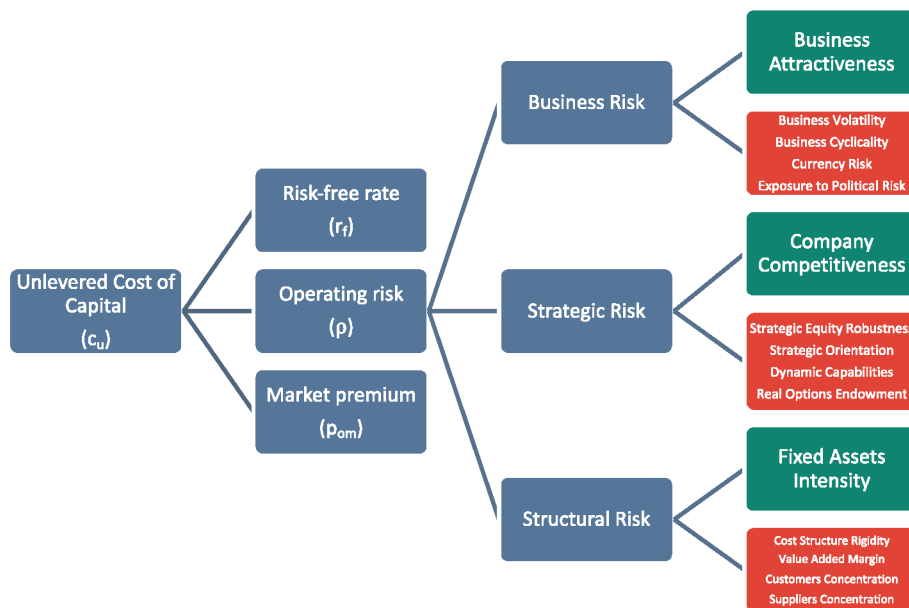 Unlevered Cost of
Capital
(cᵤ)
Risk-free rate
(r_f)
Operating risk
(ρ)
Market premium
(pₒₘ)
Business Risk
Strategic Risk
Structural Risk
Business
Attractiveness
Business Volatility
Business Cyclicality
Currency Risk
Exposure to Political Risk
Company
Competitiveness
Strategic Equity Robustness
Strategic Orientation
Dynamic Capabilities
Real Options Endowment
Fixed Assets
Intensity
Cost Structure Rigidity
Value Added Margin
Customers Concentration
Suppliers Concentration